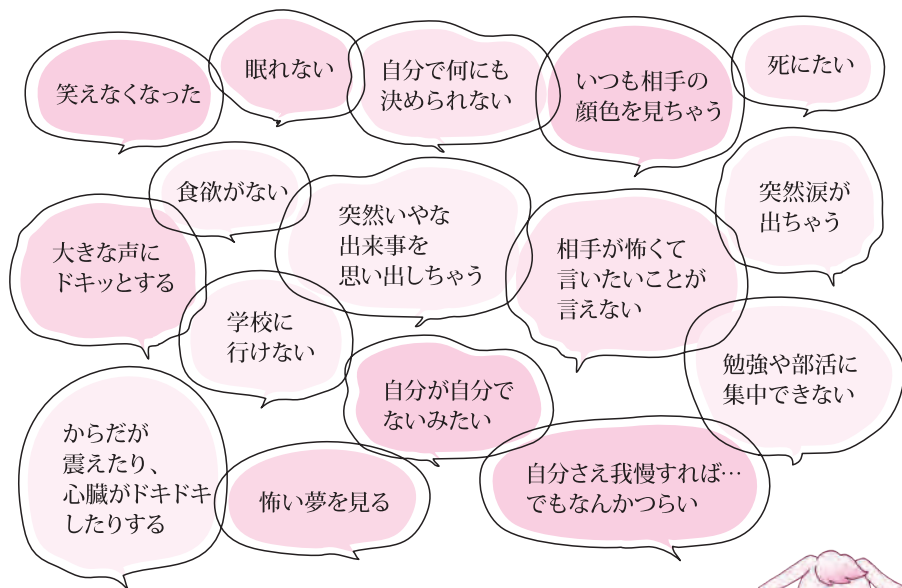 笑えなくなった
眠れない
自分で何にも
決められない
いつも相手の
顔色を見ちゃう
死にたい
食欲がない
突然いやな
出来事を
思い出しちゃう
突然涙が
出ちゃう
大きな声に
ドキッとする
相手が怖くて
言いたいことが
言えない
学校に
行けない
勉強や部活に
集中できない
自分が自分で
ないみたい
からだが
震えたり、
心臓がドキドキ
したりする
怖い夢を見る
自分さえ我慢すれば…
でもなんかつらい